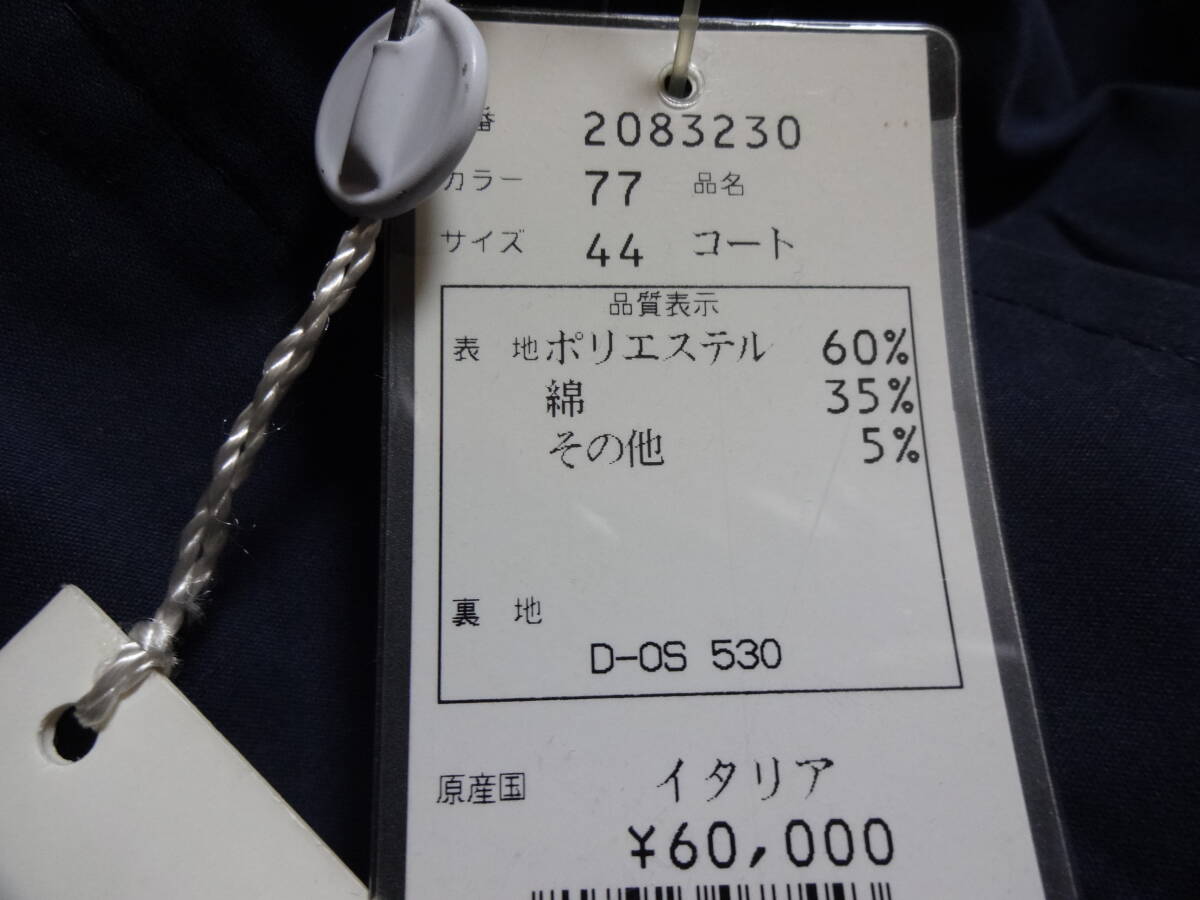 番 2083230
カラー 77 品名
サイズ 44 コート
品質表示
表 地 ポリエステル 60%
綿 35%
その他 5%
裏 地
D-OS 530
原産国 イタリア
¥60,000